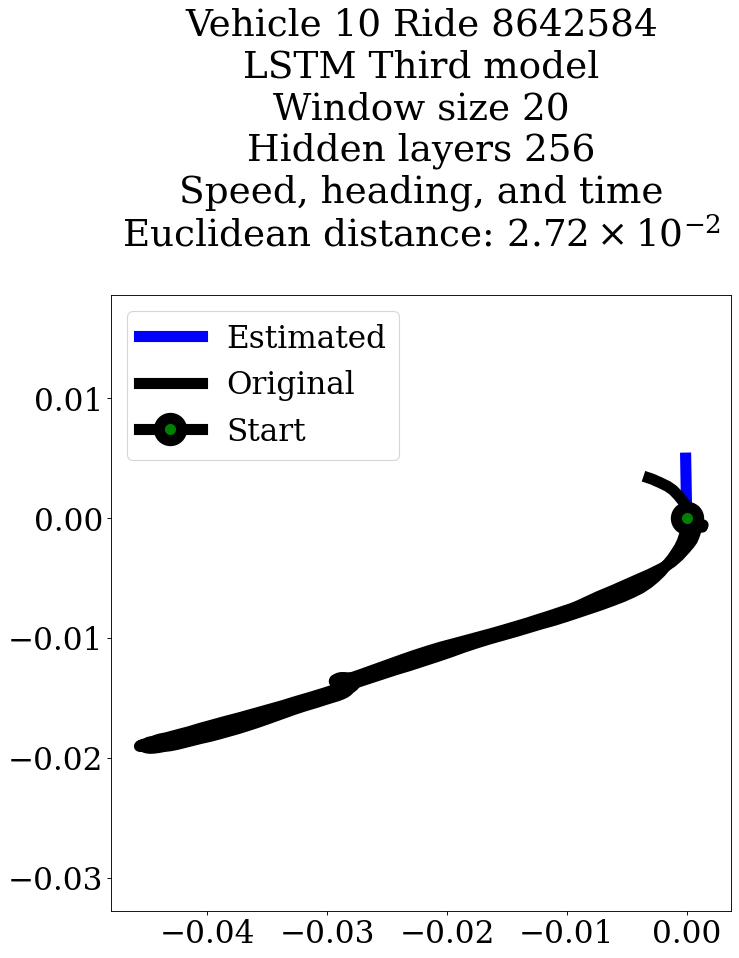 Vehicle 10 Ride 8642584
LSTM Third model
Window size 20
Hidden layers 256
Speed, heading, and time
Euclidean distance: 2.72 × 10⁻²
Estimated
Original
Start
0.01
0.00
−0.01
−0.02
−0.03
−0.04 −0.03 −0.02 −0.01 0.00